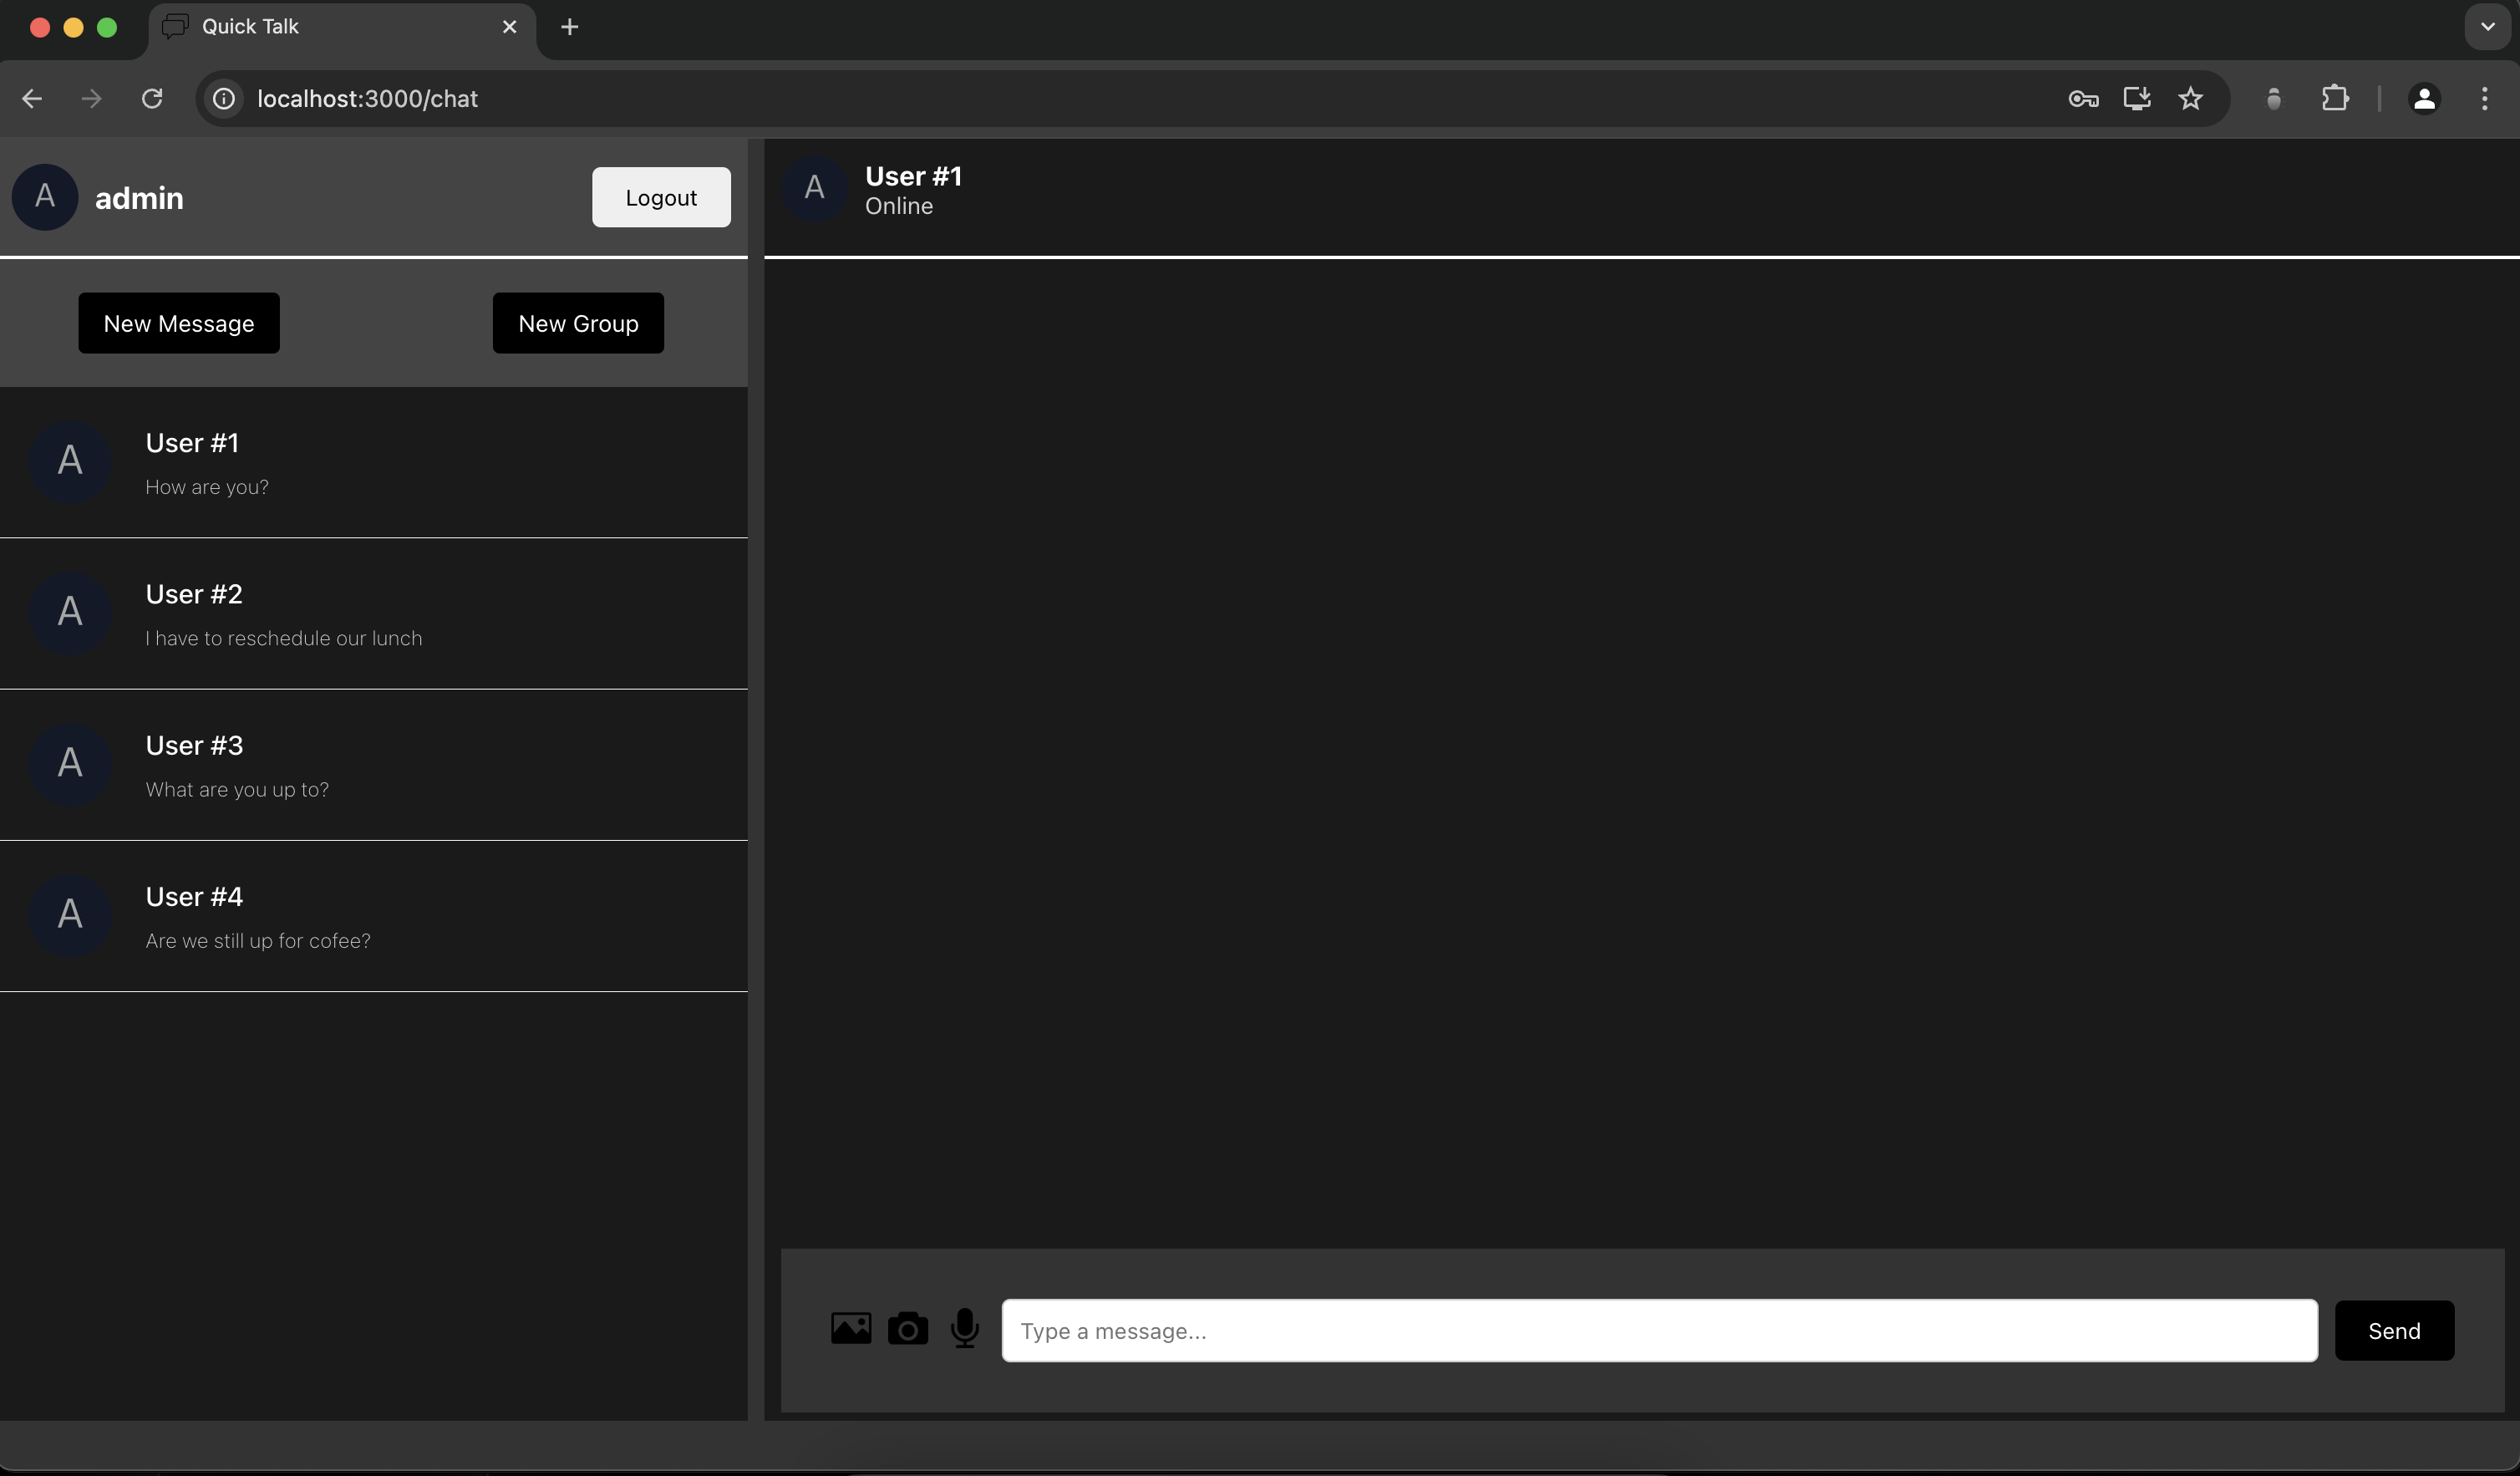 Quick Talk
localhost:3000/chat
A
admin
Logout
New Message
New Group
A
User #1
How are you?
A
User #2
I have to reschedule our lunch
A
User #3
What are you up to?
A
User #4
Are we still up for cofee?
A
User #1
Online
Type a message...
Send